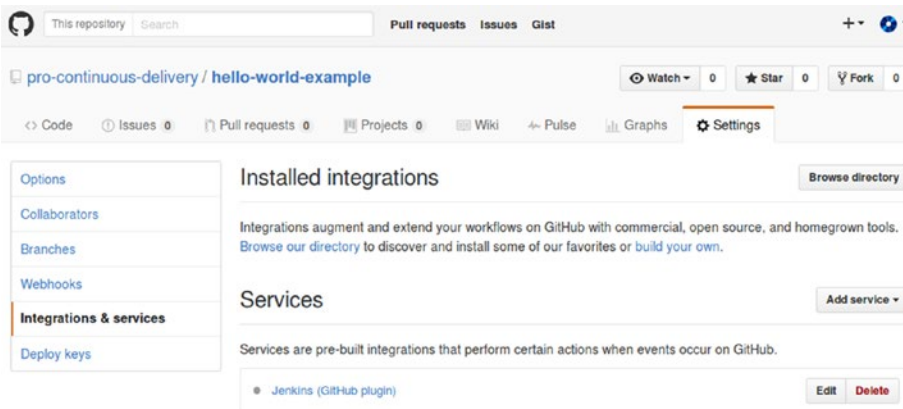 This repository Search Pull requests Issues Gist
pro-continuous-delivery / hello-world-example Watch 0 Star 0 Fork 0
Code Issues 0 Pull requests 0 Projects 0 Wiki Pulse Graphs Settings
Options
Collaborators
Branches
Webhooks
Integrations & services
Deploy keys
Installed integrations Browse directory
Integrations augment and extend your workflows on GitHub with commercial, open source, and homegrown tools.
Browse our directory to discover and install some of our favorites or build your own.
Services Add service
Services are pre-built integrations that perform certain actions when events occur on GitHub.
Jenkins (GitHub plugin) Edit Delete